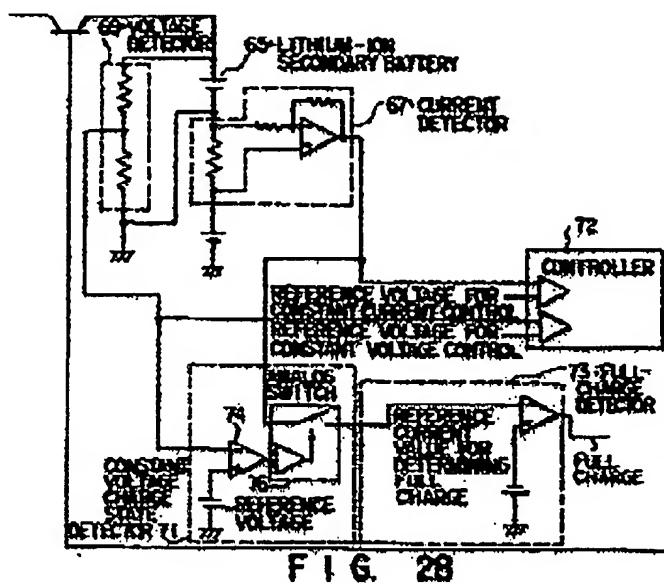 69 VOLTAGE
DETECTOR
65 LITHIUM-ION
SECONDARY BATTERY
67 CURRENT
DETECTOR
72
CONTROLLER
REFERENCE VOLTAGE FOR
CONSTANT CURRENT CONTROL
REFERENCE VOLTAGE FOR
CONSTANT VOLTAGE CONTROL
ANALOG
SWITCH
74
CONSTANT
VOLTAGE
CHARGE
STATE
DETECTOR 71
76
REFERENCE
VOLTAGE
73 FULL-
CHARGE
DETECTOR
REFERENCE
CURRENT
VALUE FOR
DETERMINING
FULL
CHARGE
FULL
CHARGE
FIG. 28